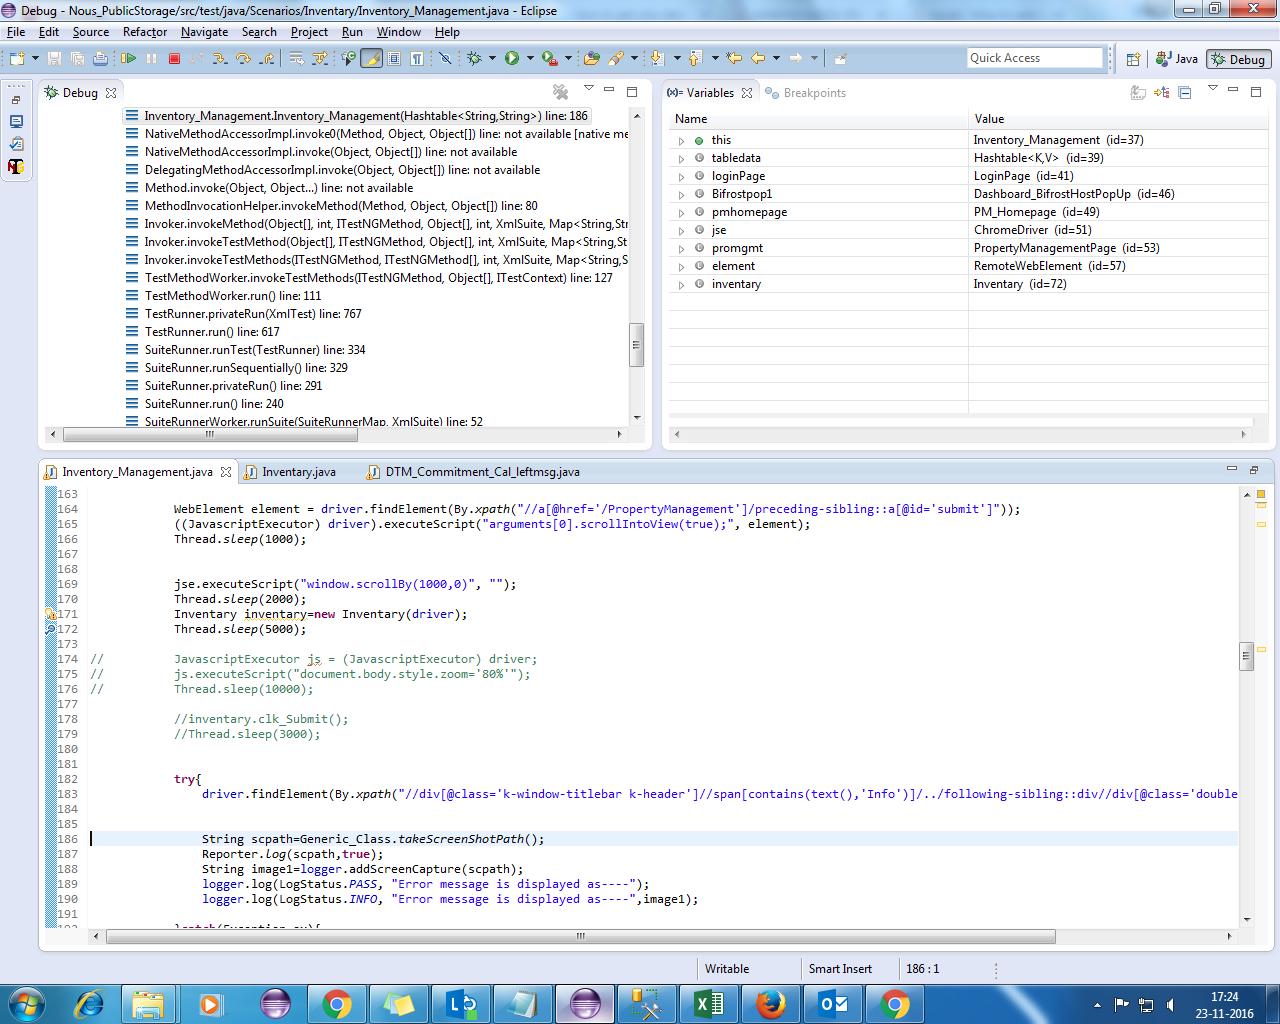 Debug - Nous_PublicStorage/src/test/java/Scenarios/Inventary/Inventory_Management.java - Eclipse
File Edit Source Refactor Navigate Search Project Run Window Help
Quick Access
Java
Debug
Debug
Inventory_Management.Inventory_Management(Hashtable<String,String>) line: 186
NativeMethodAccessorImpl.invoke0(Method, Object, Object[]) line: not available [native me
NativeMethodAccessorImpl.invoke(Object, Object[]) line: not available
DelegatingMethodAccessorImpl.invoke(Object, Object[]) line: not available
Method.invoke(Object, Object...) line: not available
MethodInvocationHelper.invokeMethod(Method, Object, Object[]) line: 80
Invoker.invokeMethod(Object[], int, ITestNGMethod, Object[], int, XmlSuite, Map<String,Str
Invoker.invokeTestMethod(Object[], ITestNGMethod, Object[], int, XmlSuite, Map<String,St
Invoker.invokeTestMethods(ITestNGMethod, ITestNGMethod[], int, XmlSuite, Map<String,S
TestMethodWorker.invokeTestMethods(ITestNGMethod, Object[], ITestContext) line: 127
TestMethodWorker.run() line: 111
TestRunner.privateRun(XmlTest) line: 767
TestRunner.run() line: 617
SuiteRunner.runTest(TestRunner) line: 334
SuiteRunner.runSequentially() line: 329
SuiteRunner.privateRun() line: 291
SuiteRunner.run() line: 240
SuiteRunnerWorker.runSuite(SuiteRunnerMap, XmlSuite) line: 52
Variables Breakpoints
Name Value
this Inventory_Management (id=37)
tabledata Hashtable<K,V> (id=39)
loginPage LoginPage (id=41)
Bifrostpop1 Dashboard_BifrostHostPopUp (id=46)
pmhomepage PM_Homepage (id=49)
jse ChromeDriver (id=51)
promgmt PropertyManagementPage (id=53)
element RemoteWebElement (id=57)
inventary Inventary (id=72)
Inventory_Management.java Inventary.java DTM_Commitment_Cal_leftmsg.java
163
164 WebElement element = driver.findElement(By.xpath("//a[@href='/PropertyManagement']/preceding-sibling::a[@id='submit']"));
165 ((JavascriptExecutor) driver).executeScript("arguments[0].scrollIntoView(true);", element);
166 Thread.sleep(1000);
167
168
169 jse.executeScript("window.scrollBy(1000,0)", "");
170 Thread.sleep(2000);
171 Inventary inventary=new Inventary(driver);
172 Thread.sleep(5000);
173
174 // JavascriptExecutor js = (JavascriptExecutor) driver;
175 // js.executeScript("document.body.style.zoom='80%'");
176 // Thread.sleep(10000);
177
178 //inventary.clk_Submit();
179 //Thread.sleep(3000);
180
181
182 try{
183 driver.findElement(By.xpath("//div[@class='k-window-titlebar k-header']//span[contains(text(),'Info')]/../following-sibling::div//div[@class='double
184
185
186 String scpath=Generic_Class.takeScreenShotPath();
187 Reporter.log(scpath,true);
188 String image1=logger.addScreenCapture(scpath);
189 logger.log(LogStatus.PASS, "Error message is displayed as----");
190 logger.log(LogStatus.INFO, "Error message is displayed as----",image1);
191
Writable Smart Insert 186 : 1
17:24
23-11-2016